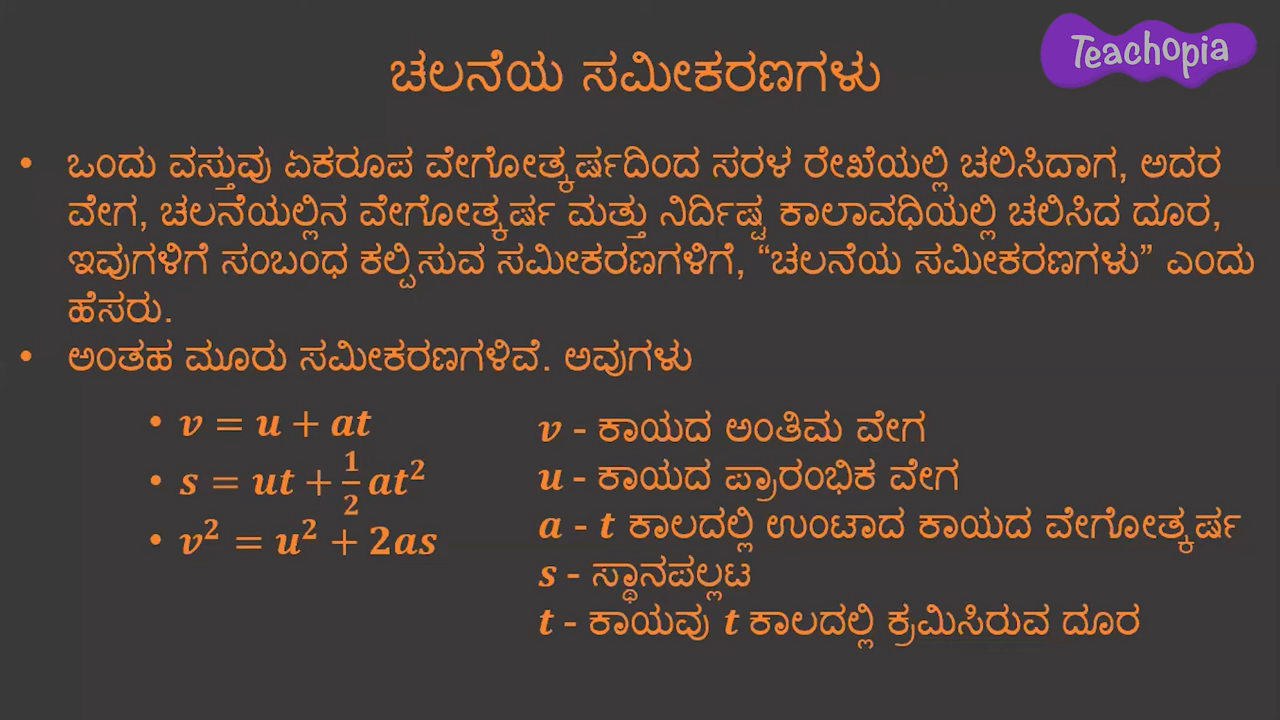 Teachopia
ಚಲನೆಯ ಸಮೀಕರಣಗಳು
• ಒಂದು ವಸ್ತುವು ಏಕರೂಪ ವೇಗೋತ್ಕರ್ಷದಿಂದ ಸರಳ ರೇಖೆಯಲ್ಲಿ ಚಲಿಸಿದಾಗ, ಅದರ
ವೇಗ, ಚಲನೆಯಲ್ಲಿನ ವೇಗೋತ್ಕರ್ಷ ಮತ್ತು ನಿರ್ದಿಷ್ಟ ಕಾಲಾವಧಿಯಲ್ಲಿ ಚಲಿಸಿದ ದೂರ,
ಇವುಗಳಿಗೆ ಸಂಬಂಧ ಕಲ್ಪಿಸುವ ಸಮೀಕರಣಗಳಿಗೆ, “ಚಲನೆಯ ಸಮೀಕರಣಗಳು” ಎಂದು
ಹೆಸರು.
• ಅಂತಹ ಮೂರು ಸಮೀಕರಣಗಳಿವೆ. ಅವುಗಳು
• v = u + at
• s = ut + 1/2 at²
• v² = u² + 2as
v - ಕಾಯದ ಅಂತಿಮ ವೇಗ
u - ಕಾಯದ ಪ್ರಾರಂಭಿಕ ವೇಗ
a - t ಕಾಲದಲ್ಲಿ ಉಂಟಾದ ಕಾಯದ ವೇಗೋತ್ಕರ್ಷ
s - ಸ್ಥಾನಪಲ್ಲಟ
t - ಕಾಯವು t ಕಾಲದಲ್ಲಿ ಕ್ರಮಿಸಿರುವ ದೂರ